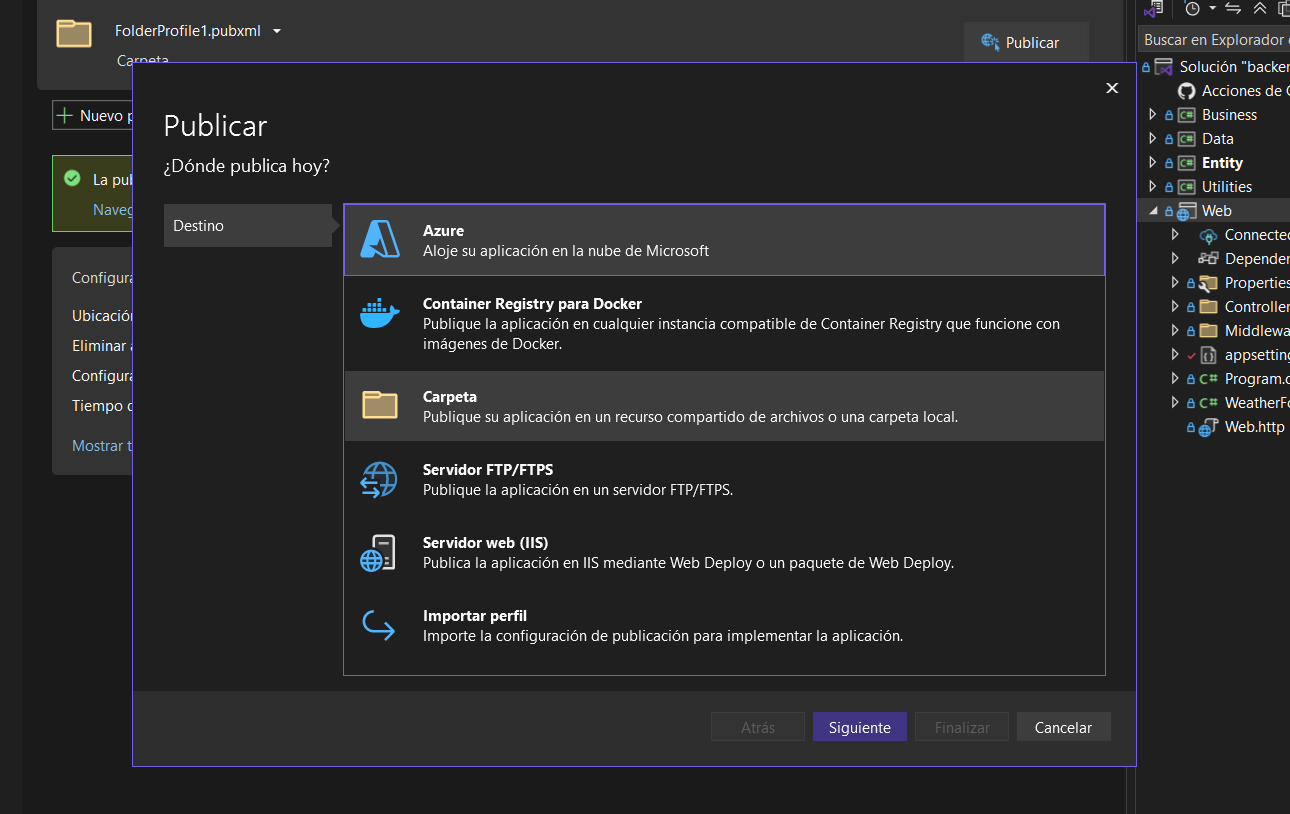 FolderProfile1.pubxml
Carpeta
Publicar
Buscar en Explorador
Nuevo
Solución "backen
Acciones de
Business
Data
Entity
Utilities
Web
Connected
Depender
Properties
Controller
Middlewa
appsetting
Program.c
WeatherFo
Web.http
La pub
Naveg
Configura
Ubicación
Eliminar
Configura
Tiempo
Mostrar
Publicar
¿Dónde publica hoy?
Destino
Azure
Aloje su aplicación en la nube de Microsoft
Container Registry para Docker
Publique la aplicación en cualquier instancia compatible de Container Registry que funcione con
imágenes de Docker.
Carpeta
Publique su aplicación en un recurso compartido de archivos o una carpeta local.
Servidor FTP/FTPS
Publique la aplicación en un servidor FTP/FTPS.
Servidor web (IIS)
Publica la aplicación en IIS mediante Web Deploy o un paquete de Web Deploy.
Importar perfil
Importe la configuración de publicación para implementar la aplicación.
Atrás
Siguiente
Finalizar
Cancelar